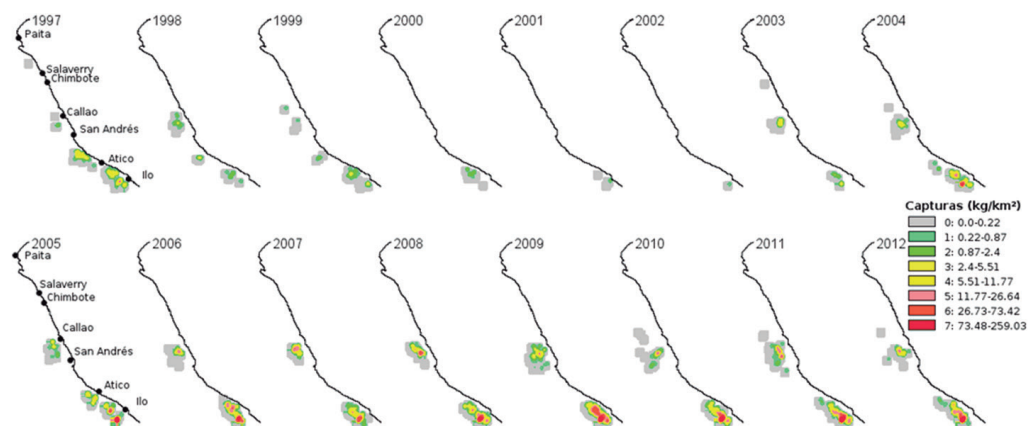 1997 1998 1999 2000 2001 2002 2003 2004
Paita
Salaverry
Chimbote
Callao
San Andrés
Atico
Ilo
Capturas (kg/km²)
0: 0.0-0.22
1: 0.22-0.87
2: 0.87-2.4
3: 2.4-5.51
4: 5.51-11.77
5: 11.77-26.64
6: 26.73-73.42
7: 73.48-259.03
2005 2006 2007 2008 2009 2010 2011 2012
Paita
Salaverry
Chimbote
Callao
San Andrés
Atico
Ilo